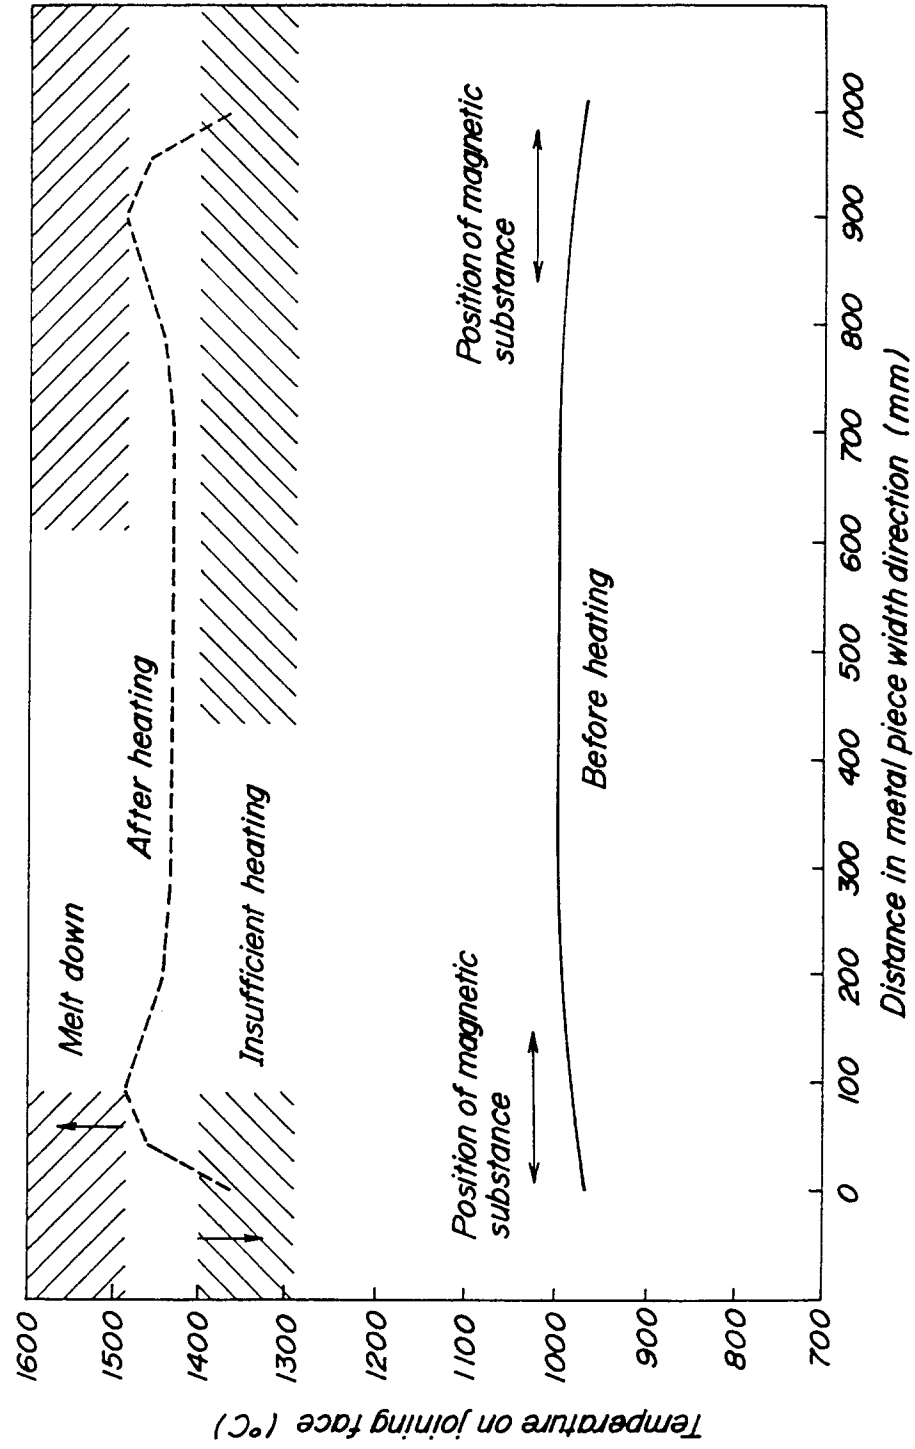 Temperature on joining face (°C)
1600
1500
1400
1300
1200
1100
1000
900
800
700
Melt down
After heating
Insufficient heating
Position of magnetic
substance
Position of magnetic
substance
Before heating
0
100
200
300
400
500
600
700
800
900
1000
Distance in metal piece width direction (mm)